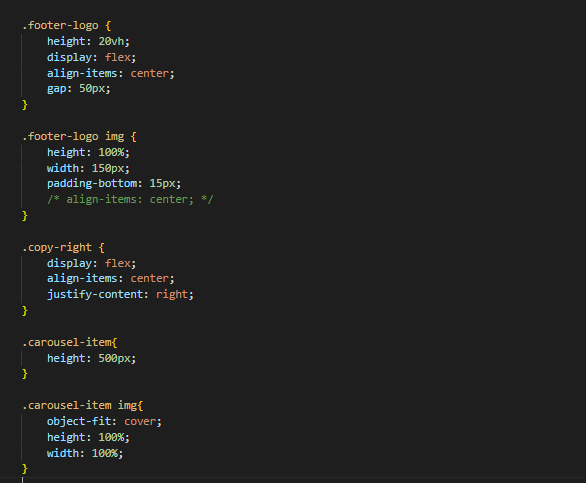 .footer-logo {
    height: 20vh;
    display: flex;
    align-items: center;
    gap: 50px;
}
.footer-logo img {
    height: 100%;
    width: 150px;
    padding-bottom: 15px;
    /* align-items: center; */
}
.copy-right {
    display: flex;
    align-items: center;
    justify-content: right;
}
.carousel-item{
    height: 500px;
}
.carousel-item img{
    object-fit: cover;
    height: 100%;
    width: 100%;
}